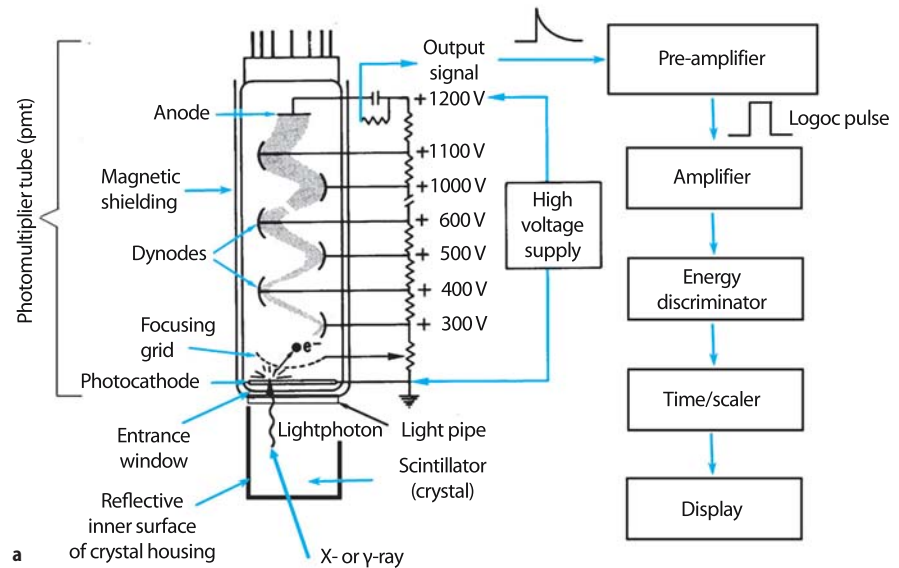 Photomultiplier tube (pmt)
Anode
Magnetic
shielding
Dynodes
Focusing
grid
Photocathode
Entrance
window
Reflective
inner surface
of crystal housing
a
Output
signal
+1200 V
+1100 V
+1000 V
+ 600 V
+ 500 V
+ 400 V
+ 300 V
e−
Lightphoton
Light pipe
Scintillator
(crystal)
X- or γ-ray
High
voltage
supply
Pre-amplifier
Logoc pulse
Amplifier
Energy
discriminator
Time/scaler
Display